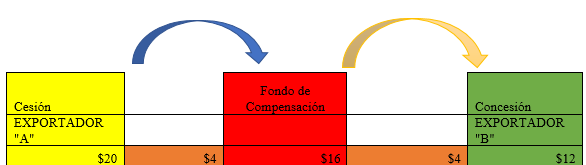 Fondo de
Compensación
Cesión
Concesión
EXPORTADOR
"A"
EXPORTADOR
"B"
$20 $4 $16 $4 $12